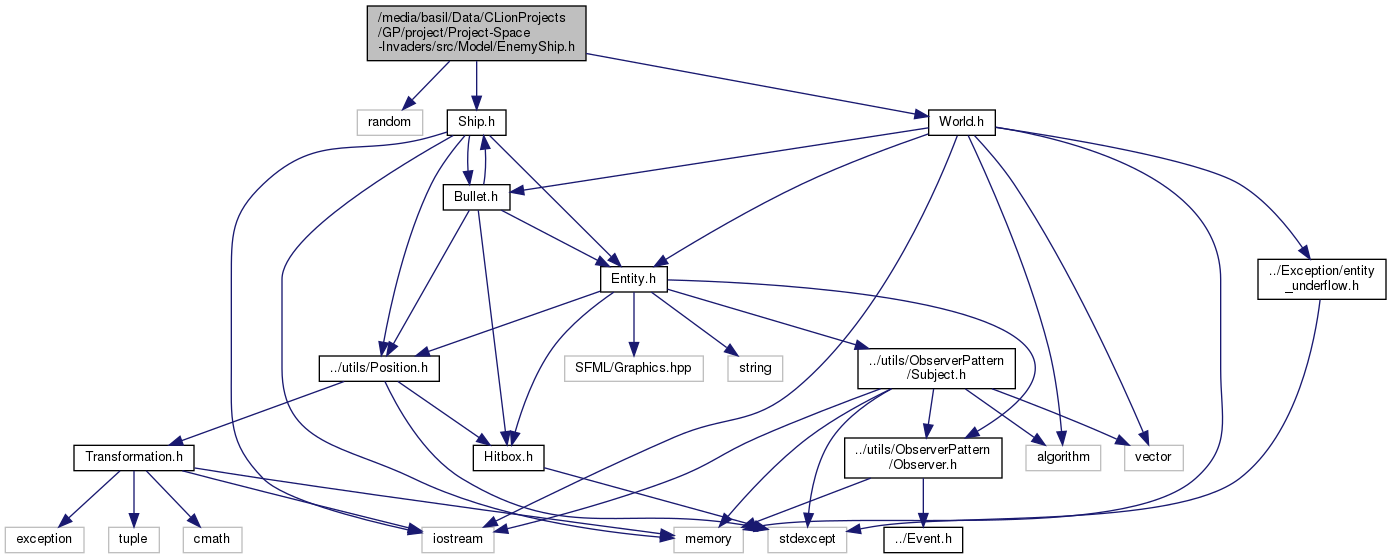 /media/basil/Data/CLionProjects
/GP/project/Project-Space
-Invaders/src/Model/EnemyShip.h
random
Ship.h
World.h
Bullet.h
Entity.h
../Exception/entity
_underflow.h
../utils/Position.h
SFML/Graphics.hpp
string
../utils/ObserverPattern
/Subject.h
Transformation.h
Hitbox.h
../utils/ObserverPattern
/Observer.h
algorithm
vector
exception
tuple
cmath
iostream
memory
stdexcept
../Event.h